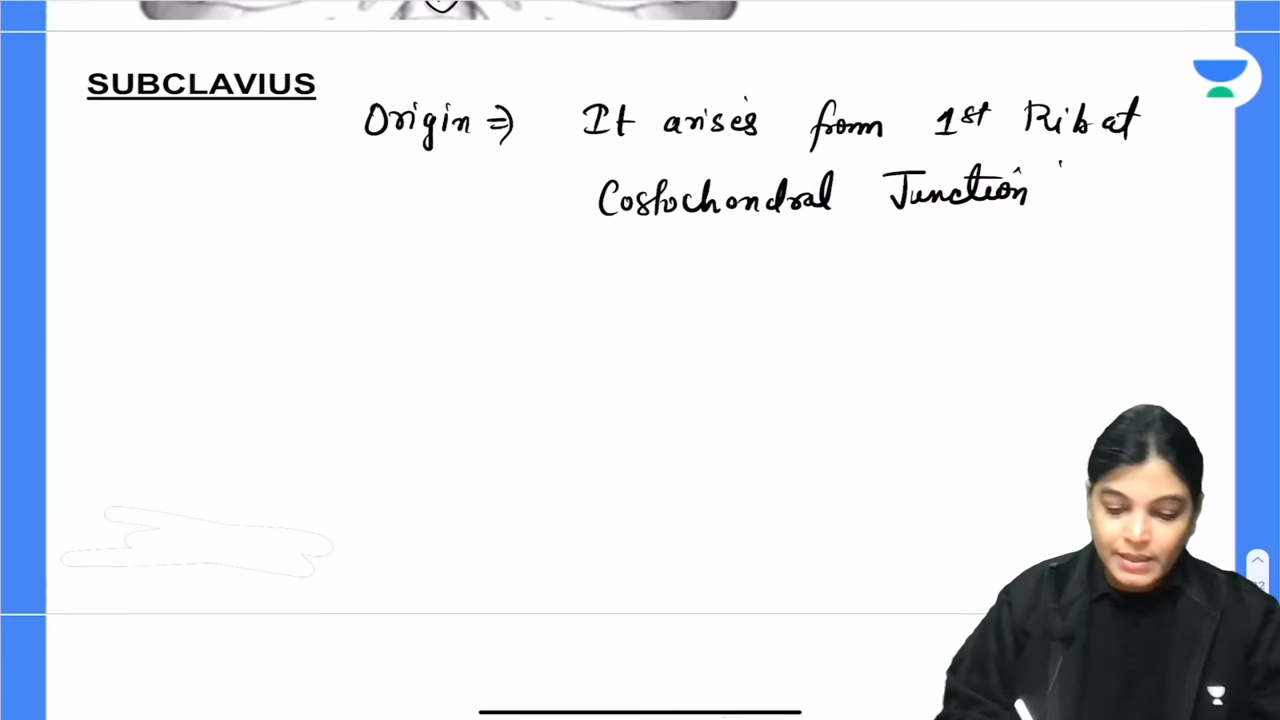 SUBCLAVIUS
Origin ⇒ It arises from 1st Rib at
Costochondral Junction